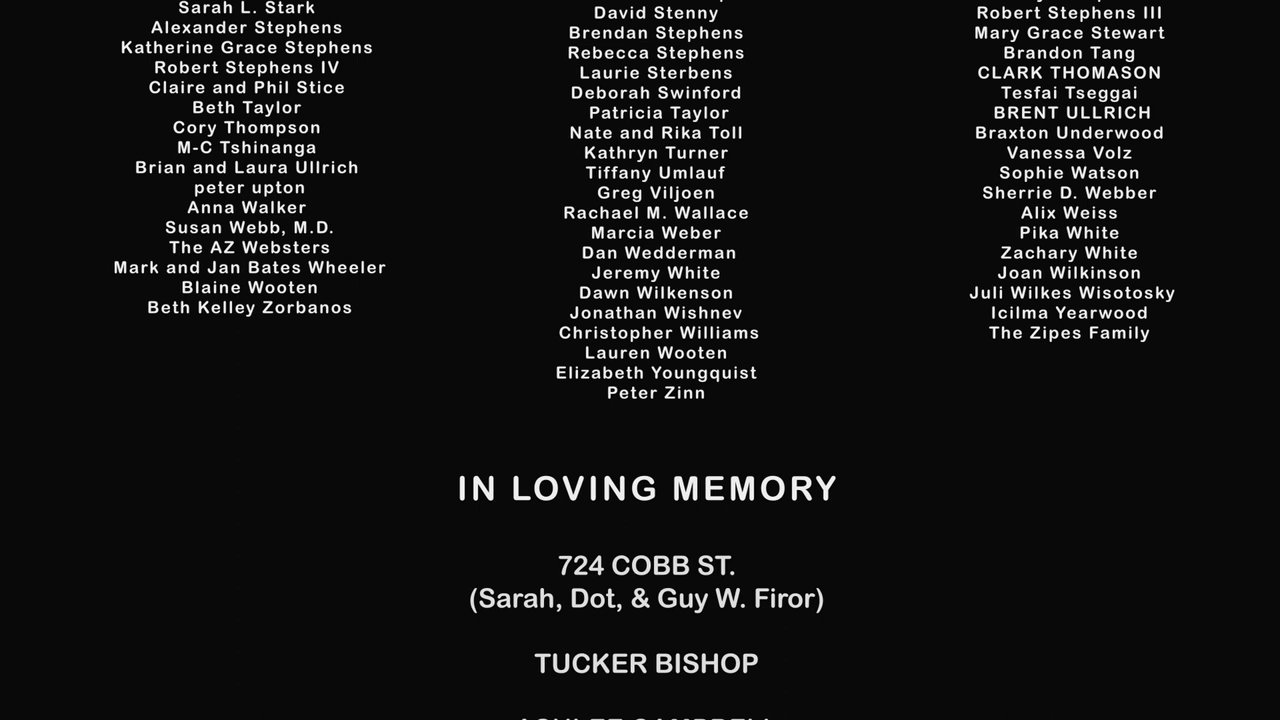 Sarah L. Stark
Alexander Stephens
Katherine Grace Stephens
Robert Stephens IV
Claire and Phil Stice
Beth Taylor
Cory Thompson
M-C Tshinanga
Brian and Laura Ullrich
peter upton
Anna Walker
Susan Webb, M.D.
The AZ Websters
Mark and Jan Bates Wheeler
Blaine Wooten
Beth Kelley Zorbanos
David Stenny
Brendan Stephens
Rebecca Stephens
Laurie Sterbens
Deborah Swinford
Patricia Taylor
Nate and Rika Toll
Kathryn Turner
Tiffany Umlauf
Greg Viljoen
Rachael M. Wallace
Marcia Weber
Dan Wedderman
Jeremy White
Dawn Wilkenson
Jonathan Wishnev
Christopher Williams
Lauren Wooten
Elizabeth Youngquist
Peter Zinn
Robert Stephens III
Mary Grace Stewart
Brandon Tang
CLARK THOMASON
Tesfai Tseggai
BRENT ULLRICH
Braxton Underwood
Vanessa Volz
Sophie Watson
Sherrie D. Webber
Alix Weiss
Pika White
Zachary White
Joan Wilkinson
Juli Wilkes Wisotosky
Icilma Yearwood
The Zipes Family
IN LOVING MEMORY
724 COBB ST.
(Sarah, Dot, & Guy W. Firor)
TUCKER BISHOP